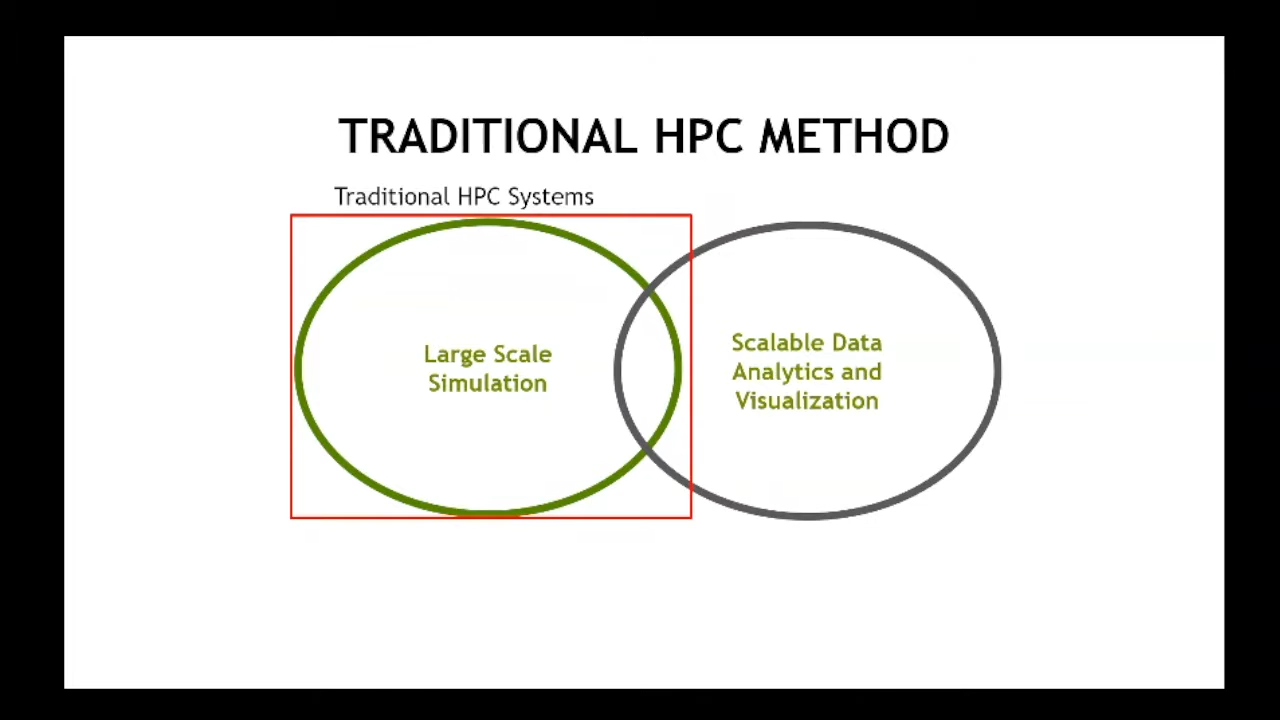 TRADITIONAL HPC METHOD
Traditional HPC Systems
Large Scale
Simulation
Scalable Data
Analytics and
Visualization